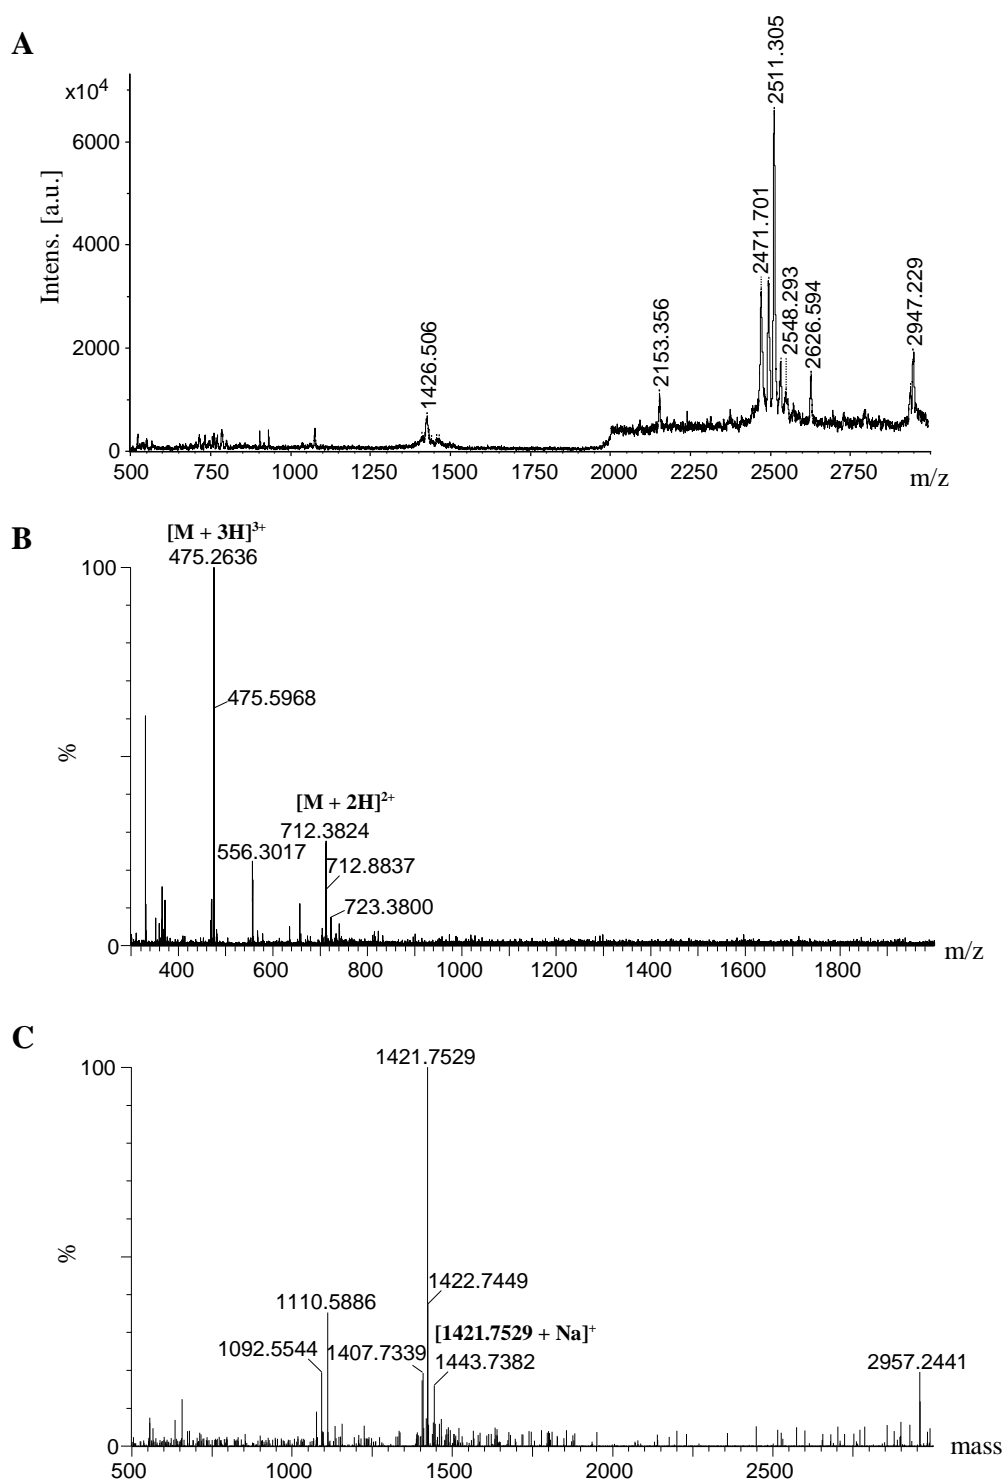 A
x10⁴
Intens. [a.u.]
6000
4000
2000
0
1426.506
2153.356
2471.701
2511.305
2548.293
2626.594
2947.229
500 750 1000 1250 1500 1750 2000 2250 2500 2750 m/z
B
[M + 3H]³⁺
475.2636
100
475.5968
%
[M + 2H]²⁺
712.3824
556.3017
712.8837
723.3800
0
400 600 800 1000 1200 1400 1600 1800 m/z
C
1421.7529
100
%
1422.7449
1110.5886
[1421.7529 + Na]⁺
1092.5544
1407.7339
1443.7382
2957.2441
0
500 1000 1500 2000 2500 mass